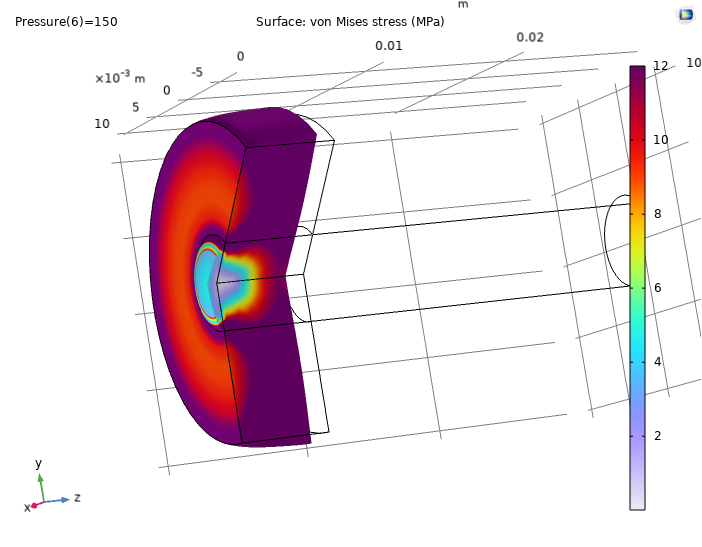 m
Pressure(6)=150
Surface: von Mises stress (MPa)
0.02
0.01
0
-5
×10⁻³ m
0
5
10
12
10
10
8
6
4
2
y
z
x